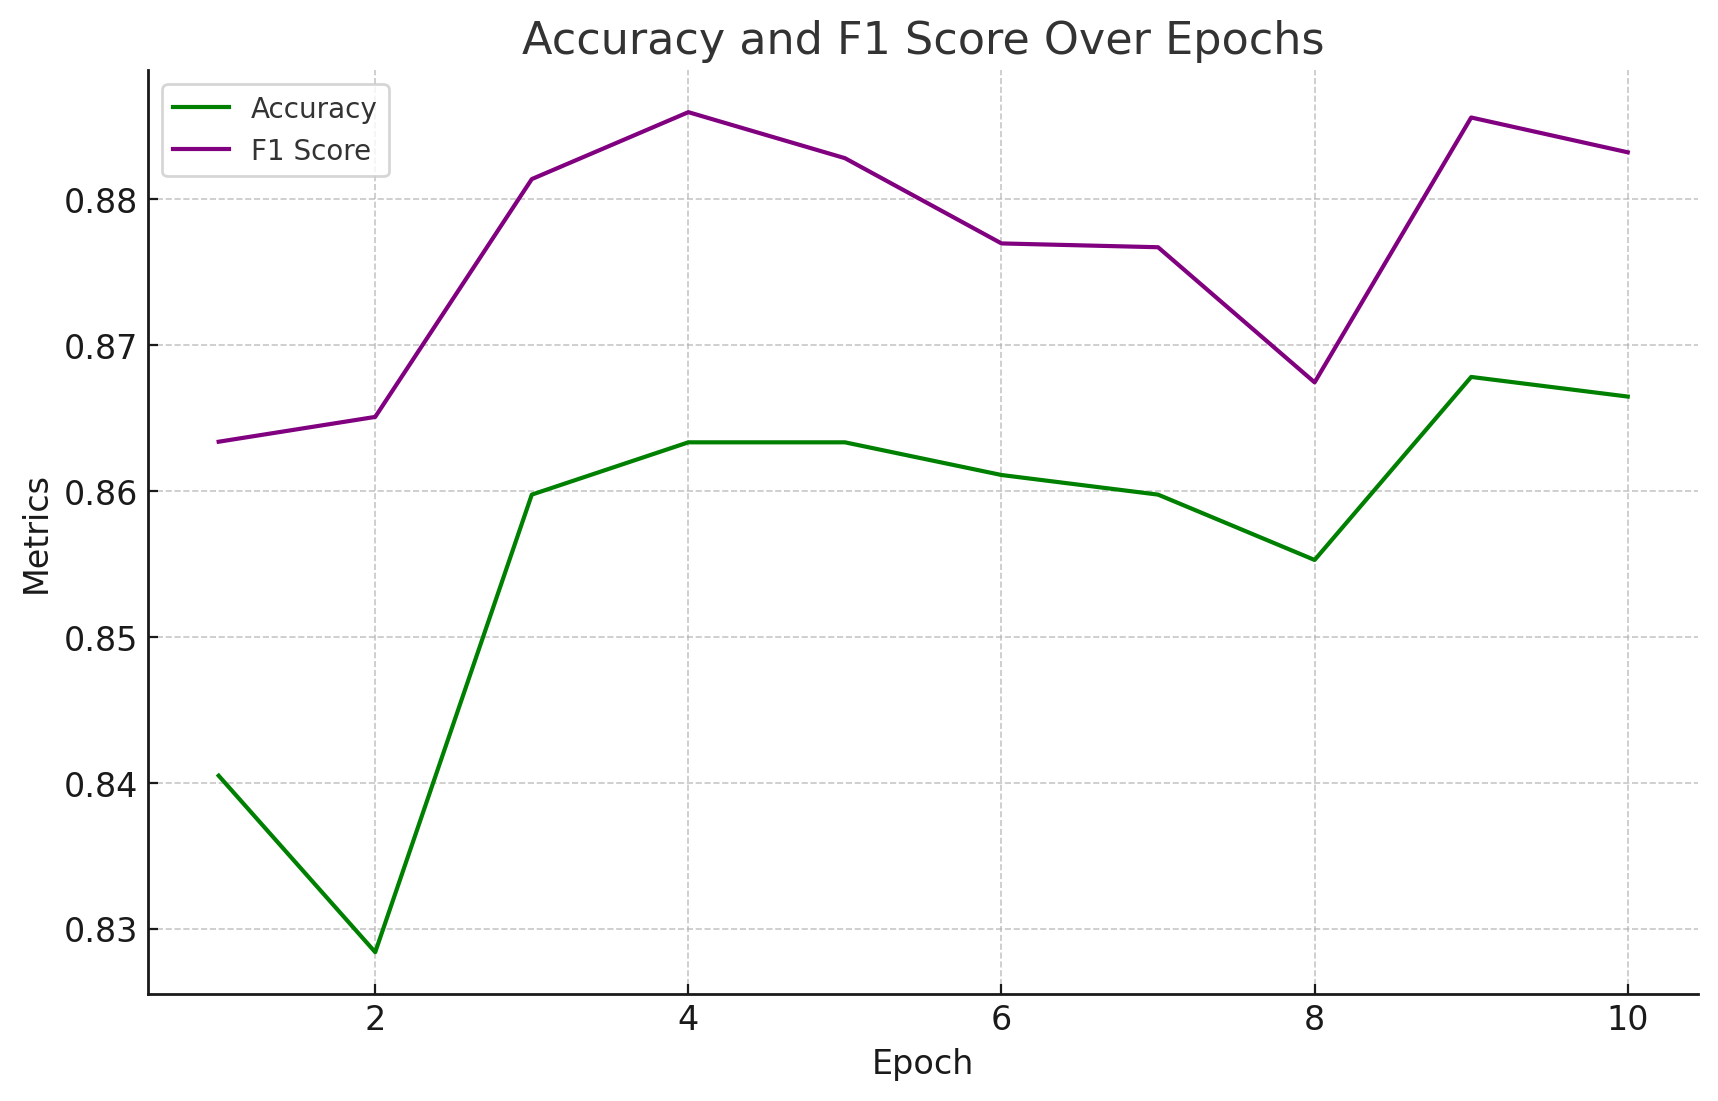 Accuracy and F1 Score Over Epochs
Accuracy
F1 Score
0.88
0.87
0.86
0.85
0.84
0.83
Metrics
2 4 6 8 10
Epoch